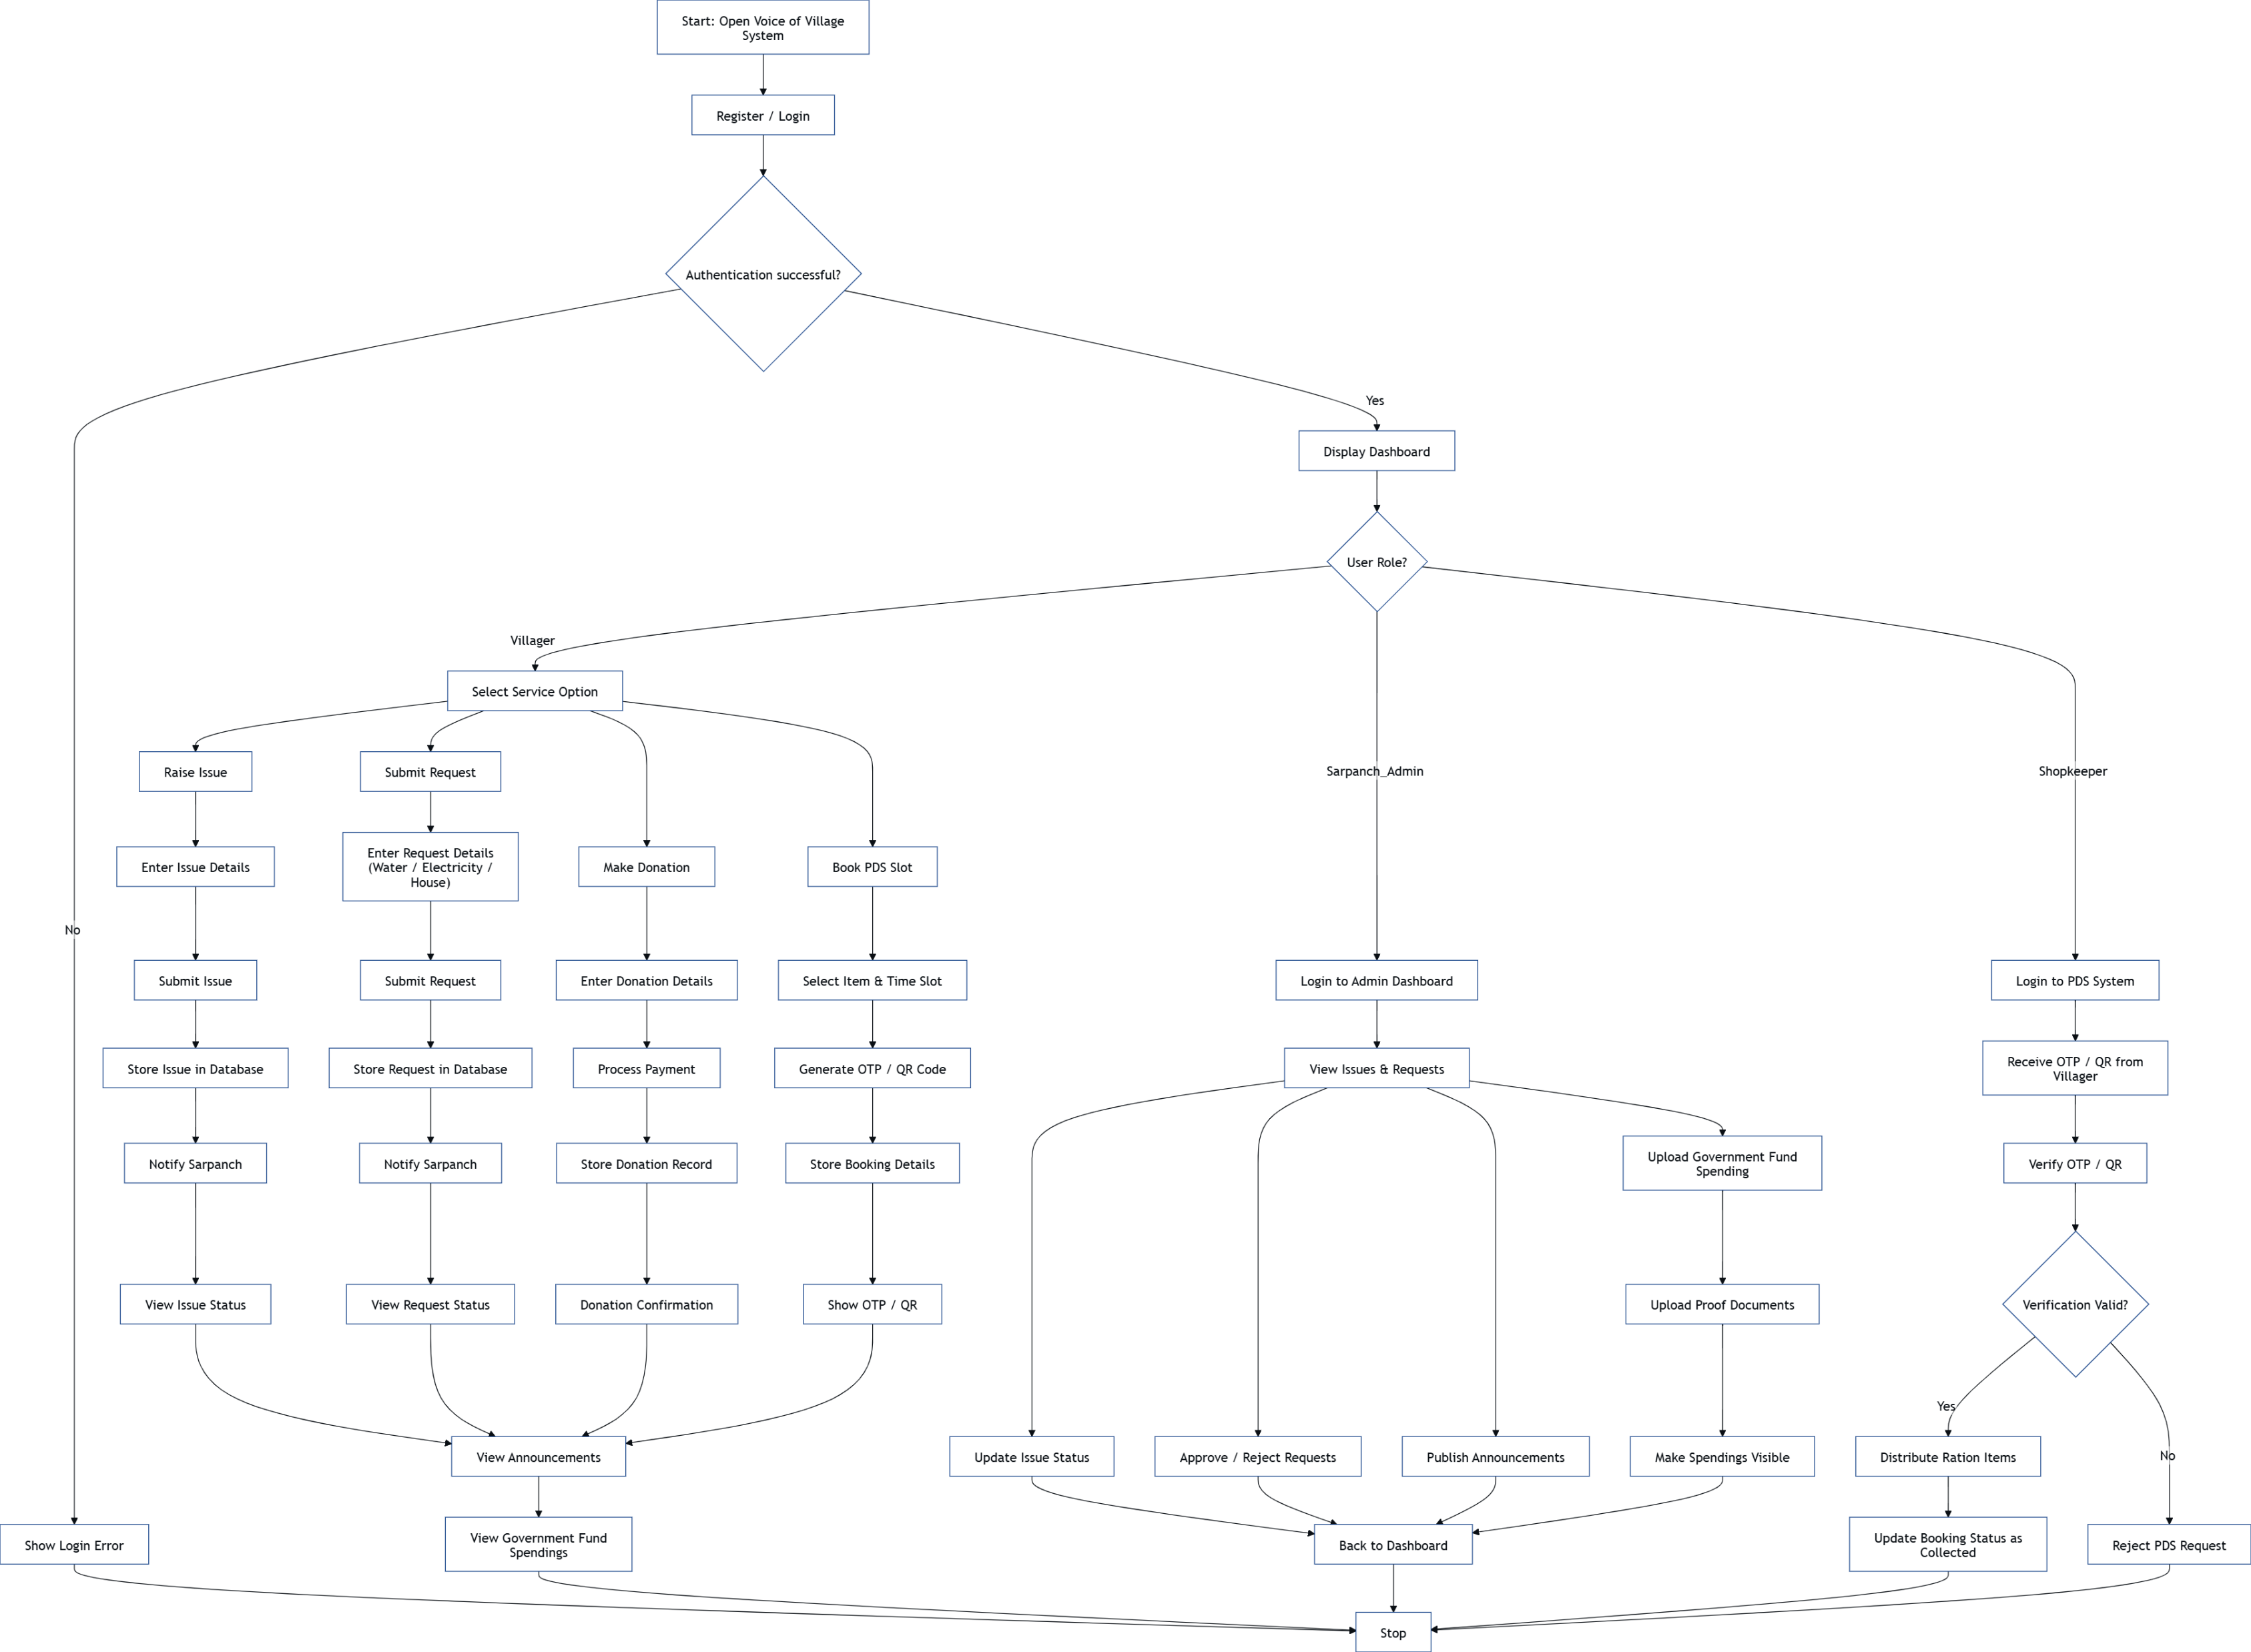 Start: Open Voice of Village
System
Register / Login
Authentication successful?
Yes
Display Dashboard
User Role?
Villager
Select Service Option
Raise Issue
Submit Request
Sarpanch_Admin
Shopkeeper
Enter Issue Details
Enter Request Details
(Water / Electricity /
House)
Make Donation
Book PDS Slot
No
Submit Issue
Submit Request
Enter Donation Details
Select Item & Time Slot
Login to Admin Dashboard
Login to PDS System
Store Issue in Database
Store Request in Database
Process Payment
Generate OTP / QR Code
View Issues & Requests
Receive OTP / QR from
Villager
Notify Sarpanch
Notify Sarpanch
Store Donation Record
Store Booking Details
Upload Government Fund
Spending
Verify OTP / QR
View Issue Status
View Request Status
Donation Confirmation
Show OTP / QR
Upload Proof Documents
Verification Valid?
Yes
View Announcements
Update Issue Status
Approve / Reject Requests
Publish Announcements
Make Spendings Visible
Distribute Ration Items
No
Show Login Error
View Government Fund
Spendings
Back to Dashboard
Update Booking Status as
Collected
Reject PDS Request
Stop